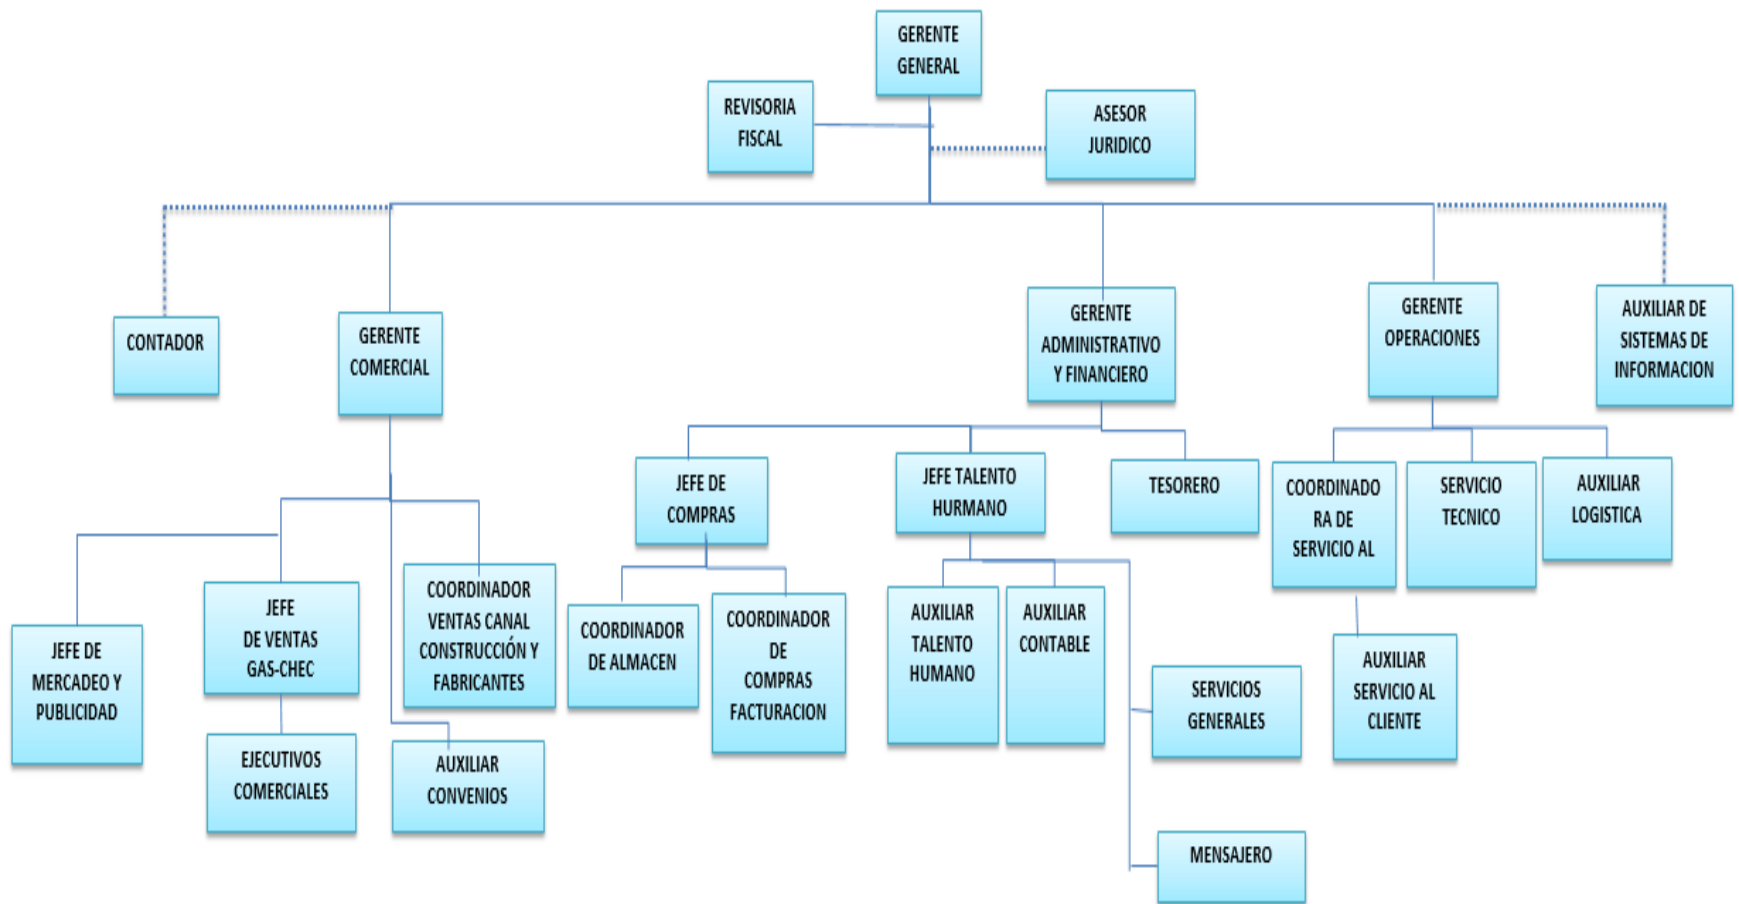 GERENTE
GENERAL
REVISORIA
FISCAL
ASESOR
JURIDICO
CONTADOR
GERENTE
COMERCIAL
GERENTE
ADMINISTRATIVO
Y FINANCIERO
GERENTE
OPERACIONES
AUXILIAR DE
SISTEMAS DE
INFORMACION
JEFE DE
COMPRAS
JEFE TALENTO
HURMANO
TESORERO
COORDINADO
RA DE
SERVICIO AL
SERVICIO
TECNICO
AUXILIAR
LOGISTICA
JEFE DE
MERCADEO Y
PUBLICIDAD
JEFE
DE VENTAS
GAS-CHEC
COORDINADOR
VENTAS CANAL
CONSTRUCCIÓN Y
FABRICANTES
COORDINADOR
DE ALMACEN
COORDINADOR
DE
COMPRAS
FACTURACION
AUXILIAR
TALENTO
HUMANO
AUXILIAR
CONTABLE
SERVICIOS
GENERALES
AUXILIAR
SERVICIO AL
CLIENTE
EJECUTIVOS
COMERCIALES
AUXILIAR
CONVENIOS
MENSAJERO